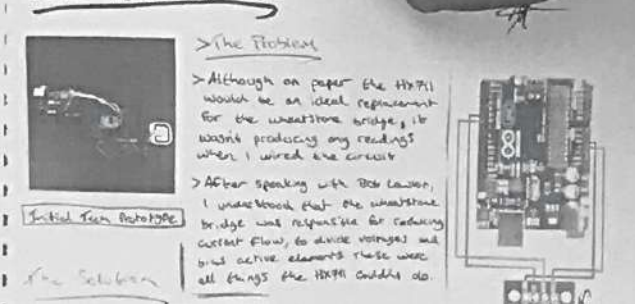 > The Problem
> Although on paper the HX711
would be an ideal replacement
for the wheatstone bridge, it
wasn't producing any readings
when I wired the circuit
> After speaking with Bob Lawson,
I understood that the wheatstone
bridge was responsible for reducing
current flow, to divide voltages and
bias active elements these were
all things the HX711 couldn't do.
Initial Tech Prototype
The Solution